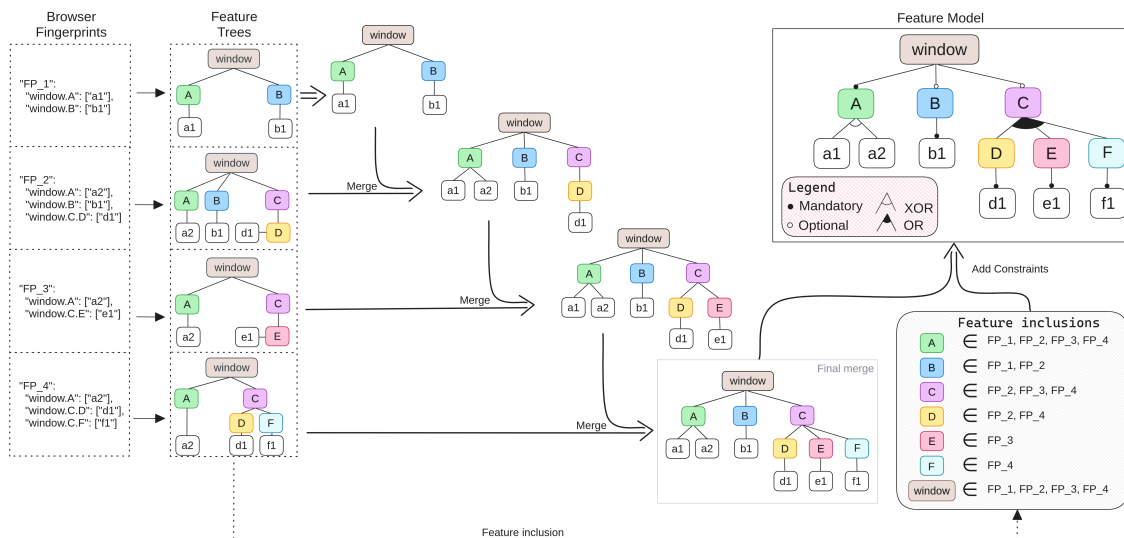 Browser
Fingerprints
Feature
Trees
Feature Model
"FP_1":
"window.A": ["a1"],
"window.B": ["b1"]
window
A
B
a1
b1
window
A
B
a1
b1
"FP_2":
"window.A": ["a2"],
"window.B": ["b1"],
"window.C.D": ["d1"]
window
A
B
C
a2
b1
d1
D
Merge
window
A
B
C
a1
a2
b1
D
d1
"FP_3":
"window.A": ["a2"],
"window.C.E": ["e1"]
window
A
C
a2
e1
E
Merge
window
A
B
C
a1
a2
b1
D
E
d1
e1
"FP_4":
"window.A": ["a2"],
"window.C.D": ["d1"],
"window.C.F": ["f1"]
window
A
C
D
F
a2
d1
f1
Merge
Final merge
window
A
B
C
a1
a2
b1
D
E
F
d1
e1
f1
window
A
B
C
a1
a2
b1
D
E
F
d1
e1
f1
Legend
Mandatory
XOR
Optional
OR
Add Constraints
Feature inclusions
A ∈ FP_1, FP_2, FP_3, FP_4
B ∈ FP_1, FP_2
C ∈ FP_2, FP_3, FP_4
D ∈ FP_2, FP_4
E ∈ FP_3
F ∈ FP_4
window ∈ FP_1, FP_2, FP_3, FP_4
Feature inclusion